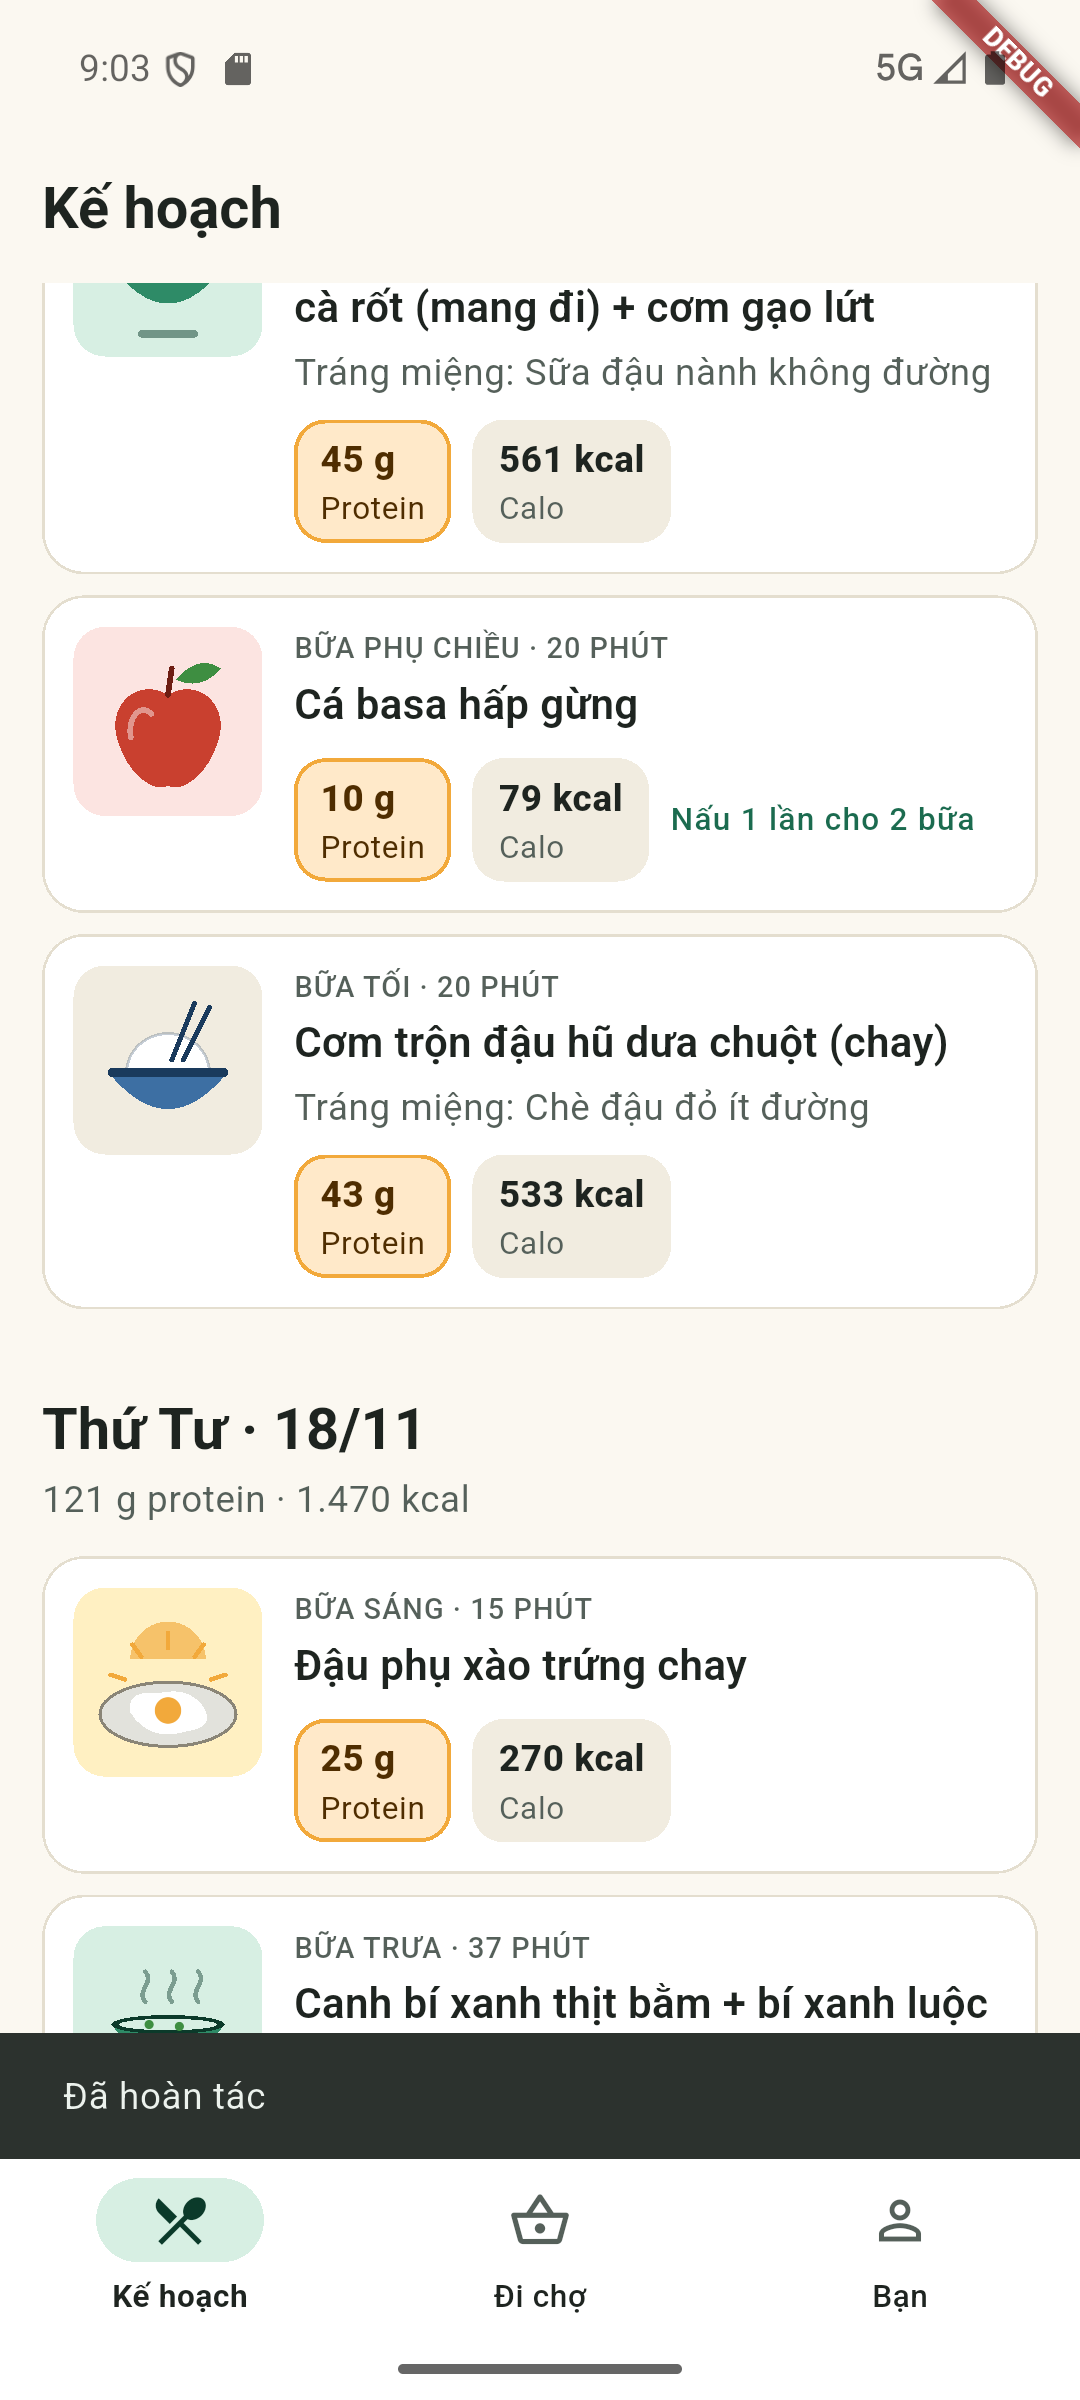 9:03
5G
DEBUG
Kế hoạch
cà rốt (mang đi) + cơm gạo lứt
Tráng miệng: Sữa đậu nành không đường
45 g
Protein
561 kcal
Calo
BỮA PHỤ CHIỀU · 20 PHÚT
Cá basa hấp gừng
10 g
Protein
79 kcal
Calo
Nấu 1 lần cho 2 bữa
BỮA TỐI · 20 PHÚT
Cơm trộn đậu hũ dưa chuột (chay)
Tráng miệng: Chè đậu đỏ ít đường
43 g
Protein
533 kcal
Calo
Thứ Tư · 18/11
121 g protein · 1.470 kcal
BỮA SÁNG · 15 PHÚT
Đậu phụ xào trứng chay
25 g
Protein
270 kcal
Calo
BỮA TRƯA · 37 PHÚT
Canh bí xanh thịt bằm + bí xanh luộc
Đã hoàn tác
Kế hoạch
Đi chợ
Bạn